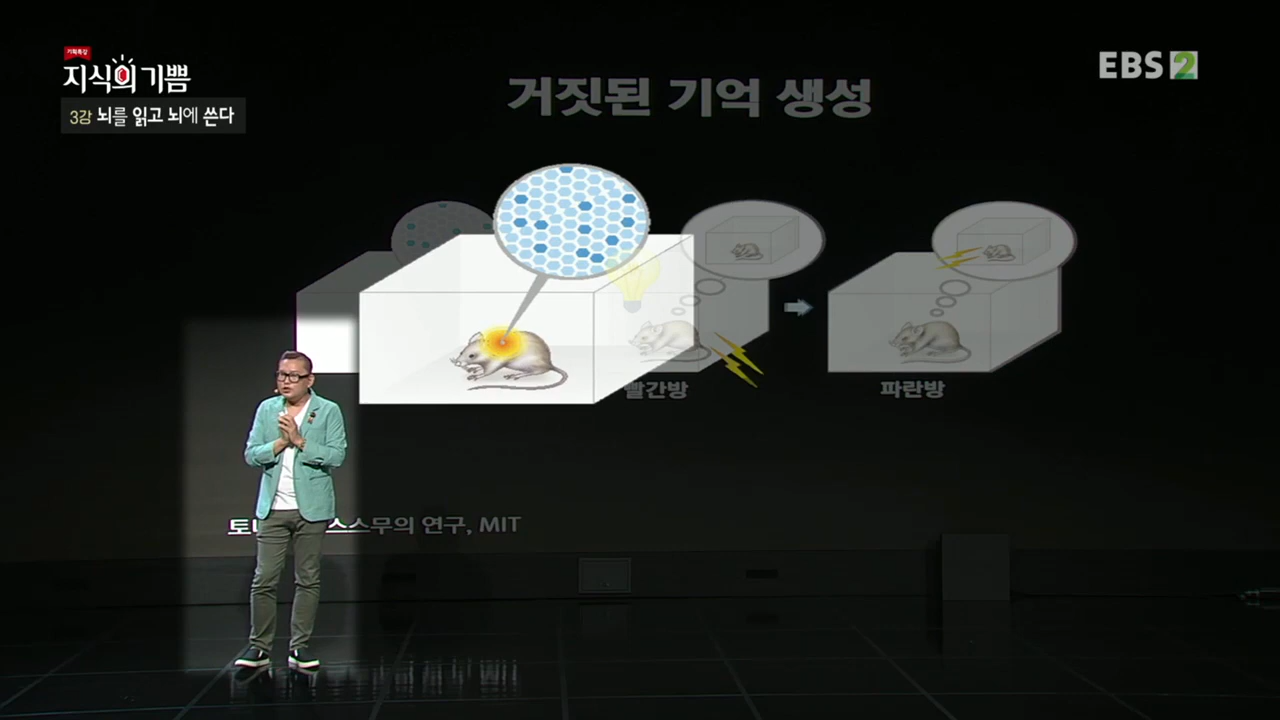 기획특강
지식의 기쁨
3강 뇌를 읽고 뇌에 쓴다
EBS 2
거짓된 기억 생성
빨간방
파란방
스스무의 연구, MIT